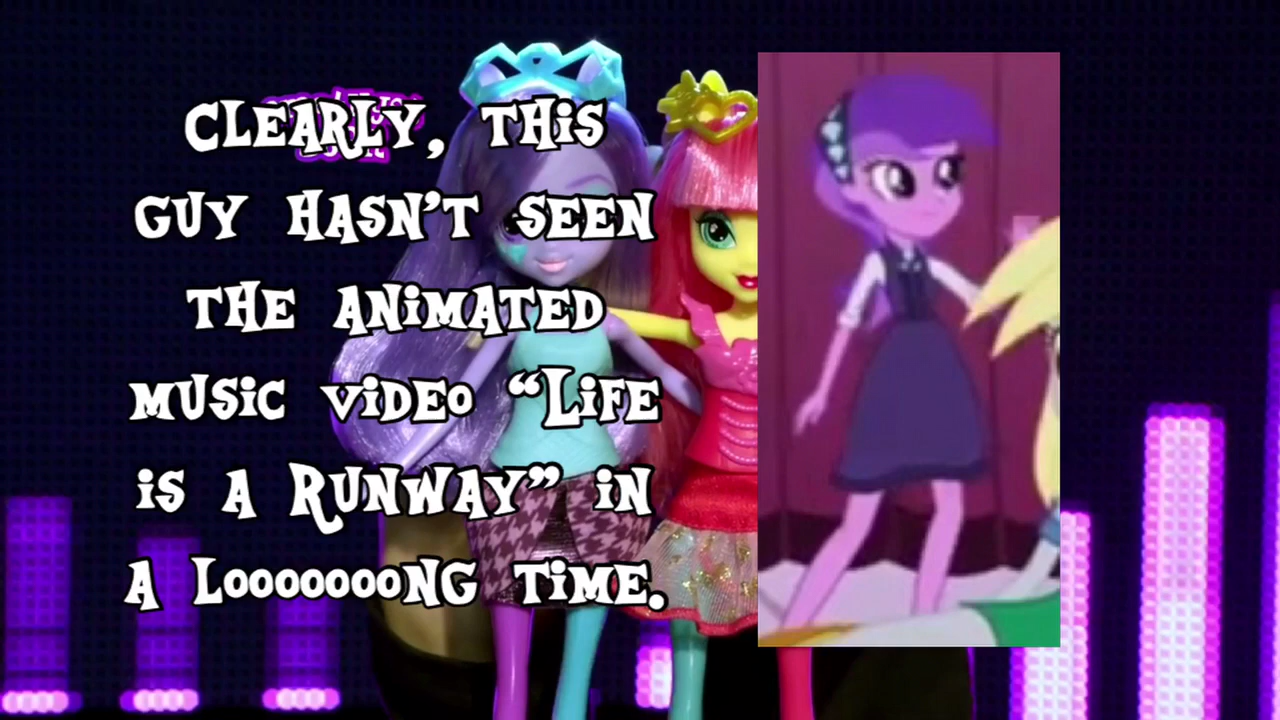 CLEARLY, THiS
GUY HASN'T SEEN
THE ANiMATED
MUSiC ViDEO “LiFE
iS A RUNWAY” iN
A LOOOOOOONG TiME.